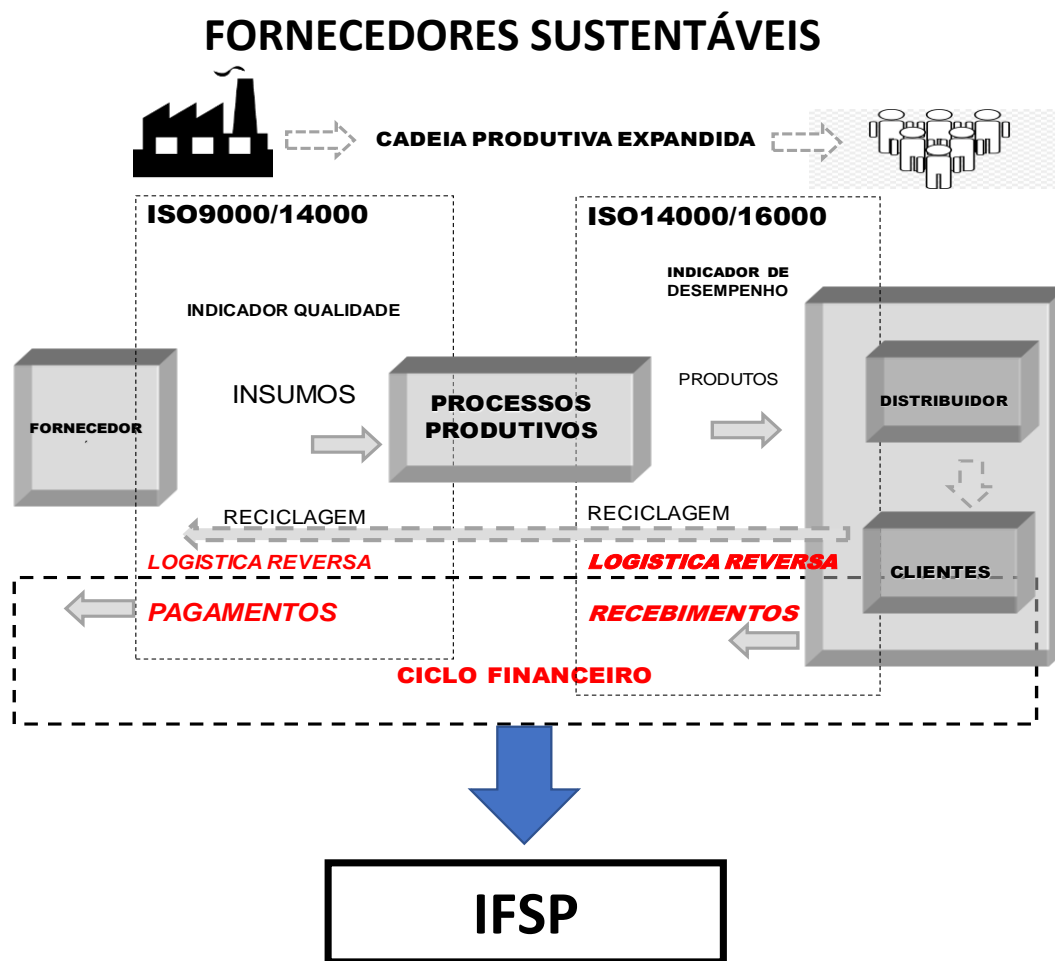 FORNECEDORES SUSTENTÁVEIS
CADEIA PRODUTIVA EXPANDIDA
ISO9000/14000
ISO14000/16000
INDICADOR DE
DESEMPENHO
INDICADOR QUALIDADE
FORNECEDOR
INSUMOS
PROCESSOS
PRODUTIVOS
PRODUTOS
DISTRIBUIDOR
RECICLAGEM
RECICLAGEM
LOGISTICA REVERSA
LOGISTICA REVERSA
CLIENTES
PAGAMENTOS
RECEBIMENTOS
CICLO FINANCEIRO
IFSP